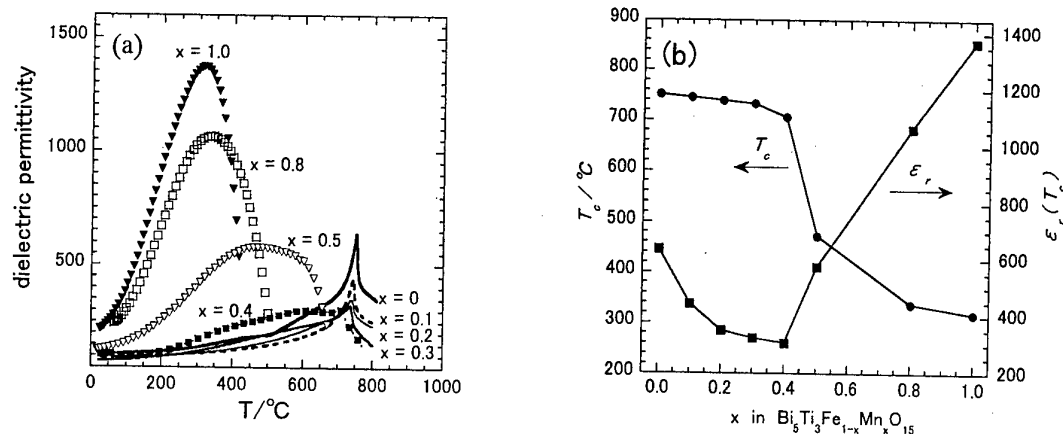 (a)
1500
1000
500
dielectric permittivity
x = 1.0
x = 0.8
x = 0.5
x = 0.4
x = 0
x = 0.1
x = 0.2
x = 0.3
0 200 400 600 800 1000
T/°C
(b)
900
800
700
600
500
400
300
200
T_c/°C
T_c
ε_r
1400
1200
1000
800
600
400
200
ε_r(T_c)
0.0 0.2 0.4 0.6 0.8 1.0
x in Bi₅Ti₃Fe₁₋ₓMnₓO₁₅